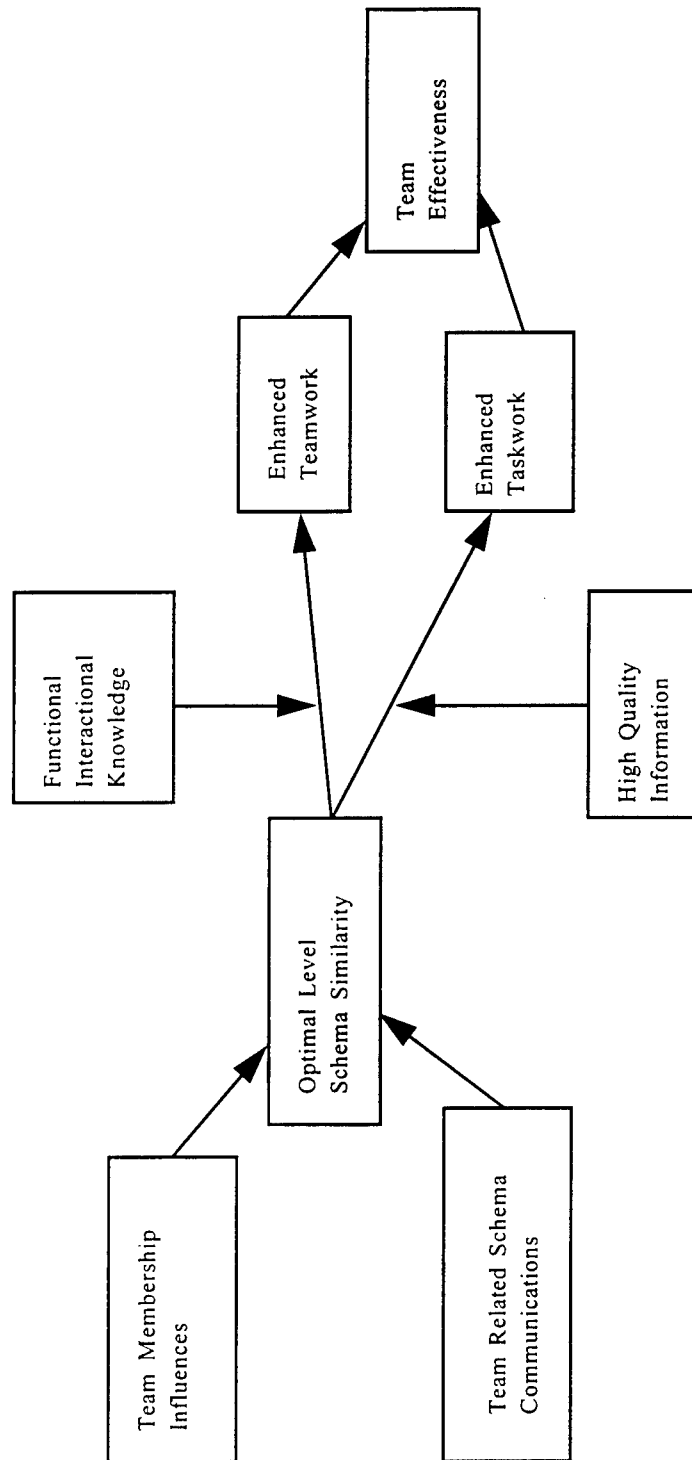 Team Membership
Influences
Team Related Schema
Communications
Optimal Level
Schema Similarity
Functional
Interactional
Knowledge
High Quality
Information
Enhanced
Teamwork
Enhanced
Taskwork
Team
Effectiveness